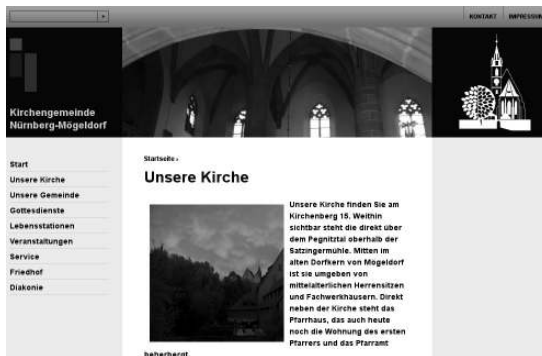 KONTAKT
IMPRESSUM
Kirchengemeinde
Nürnberg-Mögeldorf
Start
Unsere Kirche
Unsere Gemeinde
Gottesdienste
Lebensstationen
Veranstaltungen
Service
Friedhof
Diakonie
Startseite ›
Unsere Kirche
Unsere Kirche finden Sie am
Kirchenberg 15. Weithin
sichtbar steht die direkt über
dem Pegnitztal oberhalb der
Satzingermühle. Mitten im
alten Dorfkern von Mögeldorf
ist sie umgeben von
mittelalterlichen Herrensitzen
und Fachwerkhäusern. Direkt
neben der Kirche steht das
Pfarrhaus, das auch heute
noch die Wohnung des ersten
Pfarrers und das Pfarramt
beherbergt.